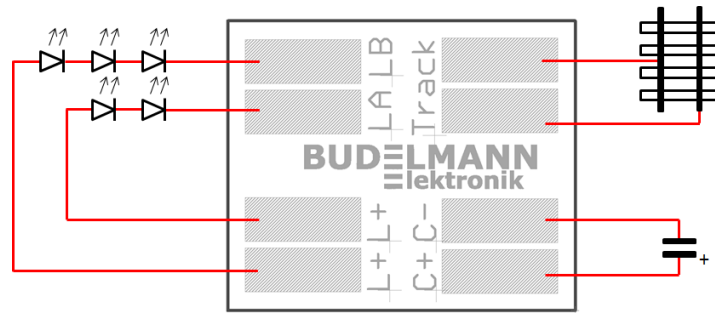 LB
LA
Track
BUDELMANN
Elektronik
L+
L+
C-
C+
+